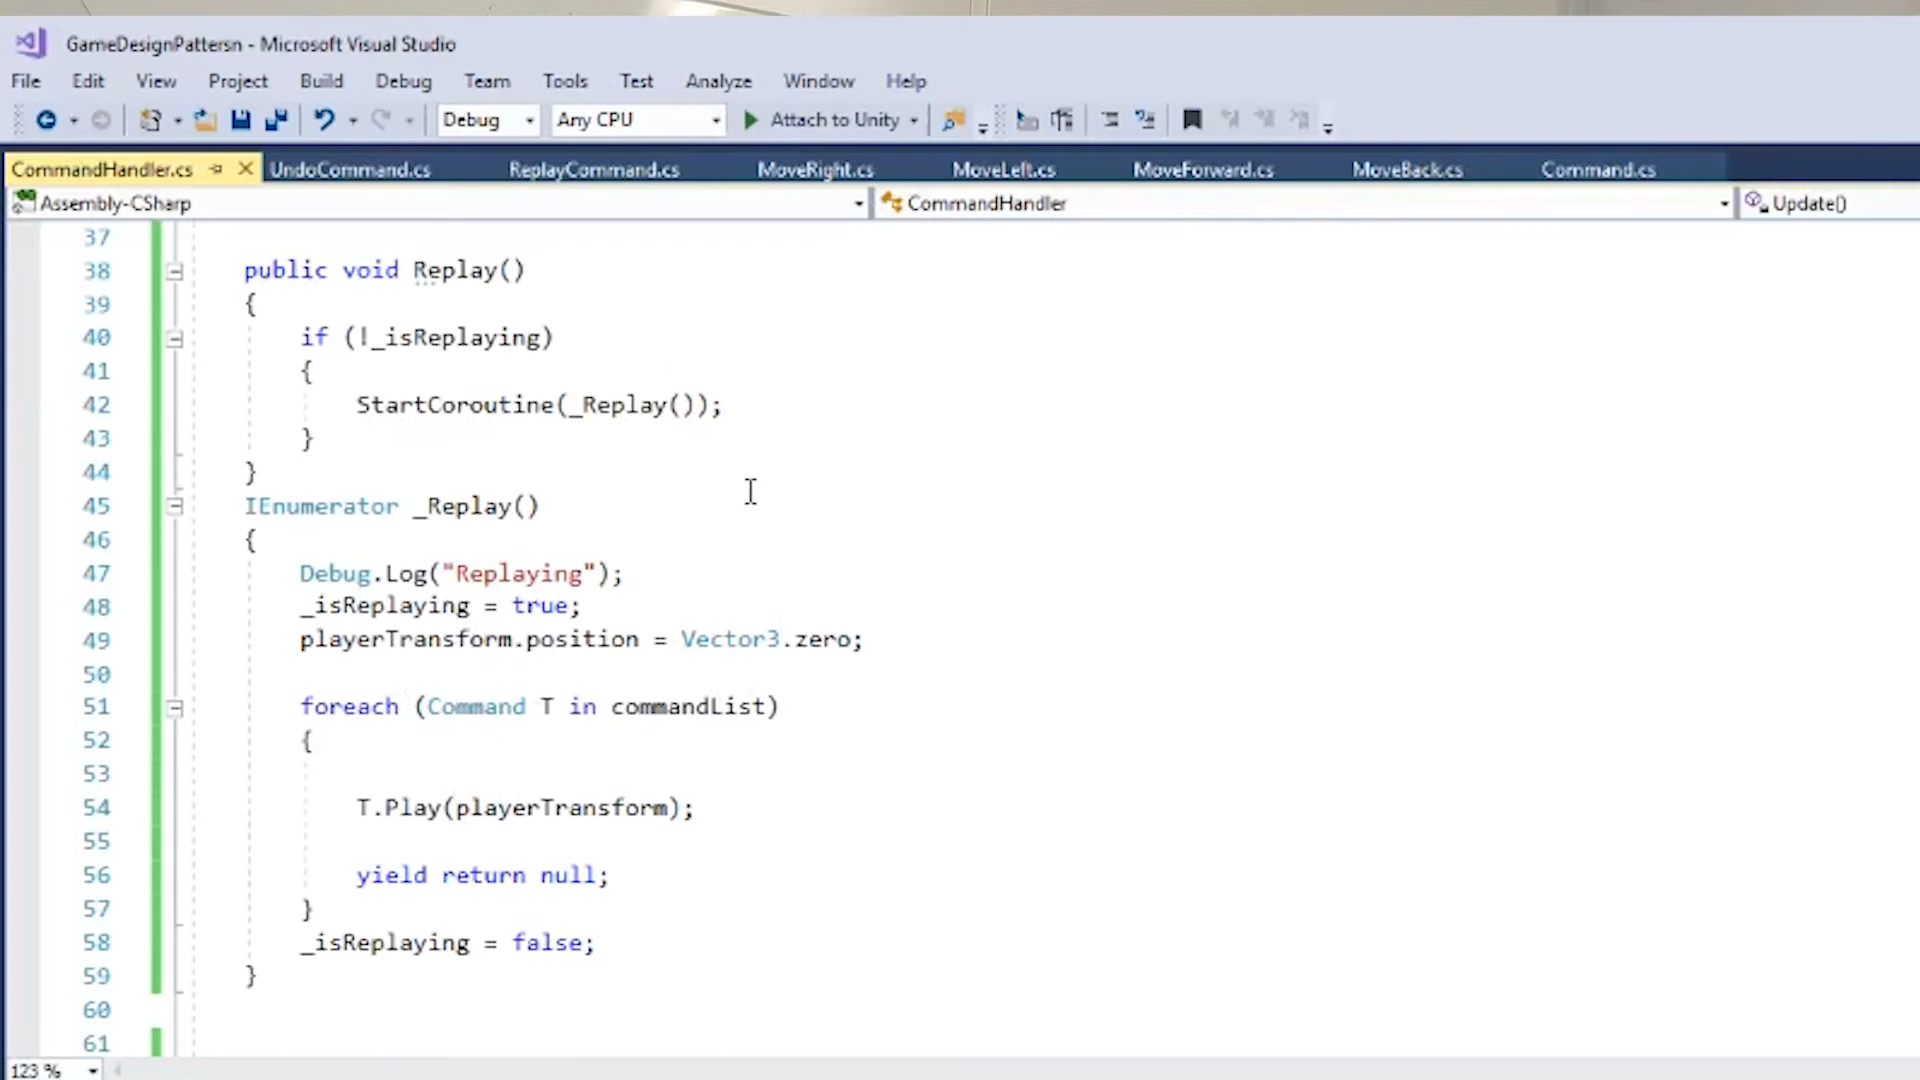 GameDesignPattersn - Microsoft Visual Studio
File Edit View Project Build Debug Team Tools Test Analyze Window Help
Debug Any CPU Attach to Unity
CommandHandler.cs UndoCommand.cs ReplayCommand.cs MoveRight.cs MoveLeft.cs MoveForward.cs MoveBack.cs Command.cs
Assembly-CSharp CommandHandler Update()
37
38 public void Replay()
39 {
40 if (!_isReplaying)
41 {
42 StartCoroutine(_Replay());
43 }
44 }
45 IEnumerator _Replay()
46 {
47 Debug.Log("Replaying");
48 _isReplaying = true;
49 playerTransform.position = Vector3.zero;
50
51 foreach (Command T in commandList)
52 {
53
54 T.Play(playerTransform);
55
56 yield return null;
57 }
58 _isReplaying = false;
59 }
60
61
123 %